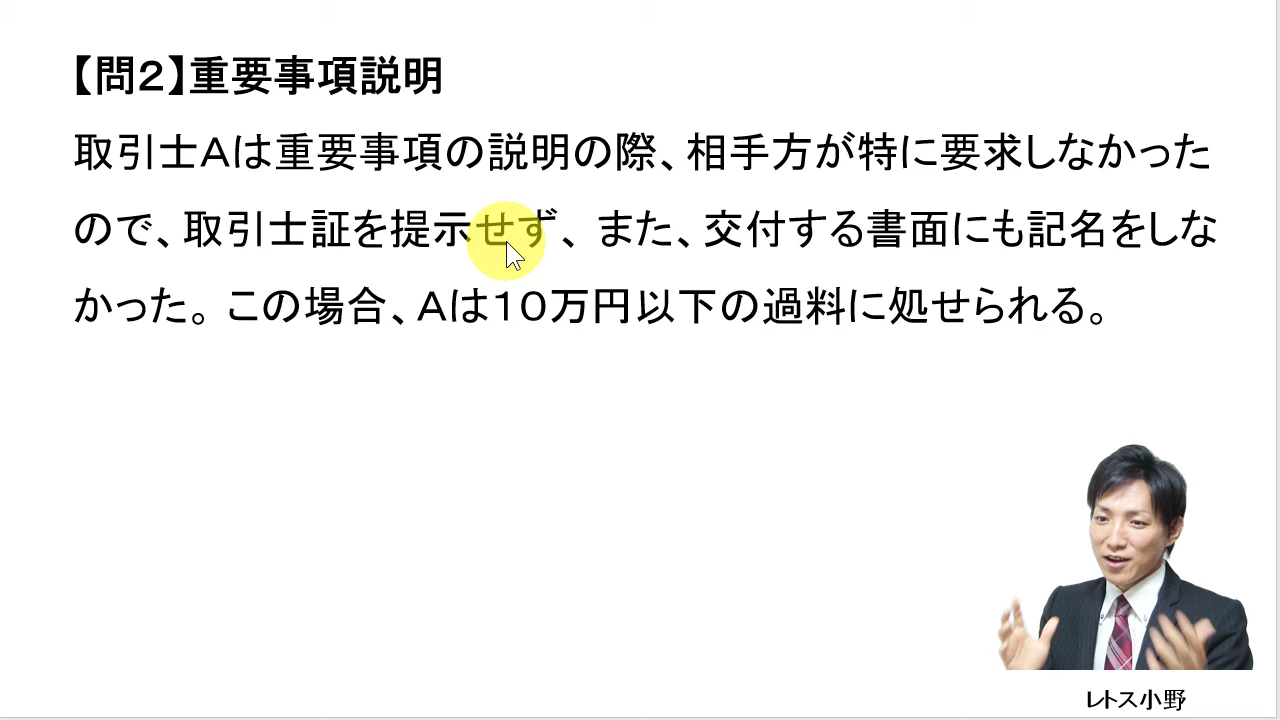 【問２】重要事項説明
取引士Ａは重要事項の説明の際、相手方が特に要求しなかった
ので、取引士証を提示せず、また、交付する書面にも記名をしな
かった。この場合、Ａは１０万円以下の過料に処せられる。
レトス小野